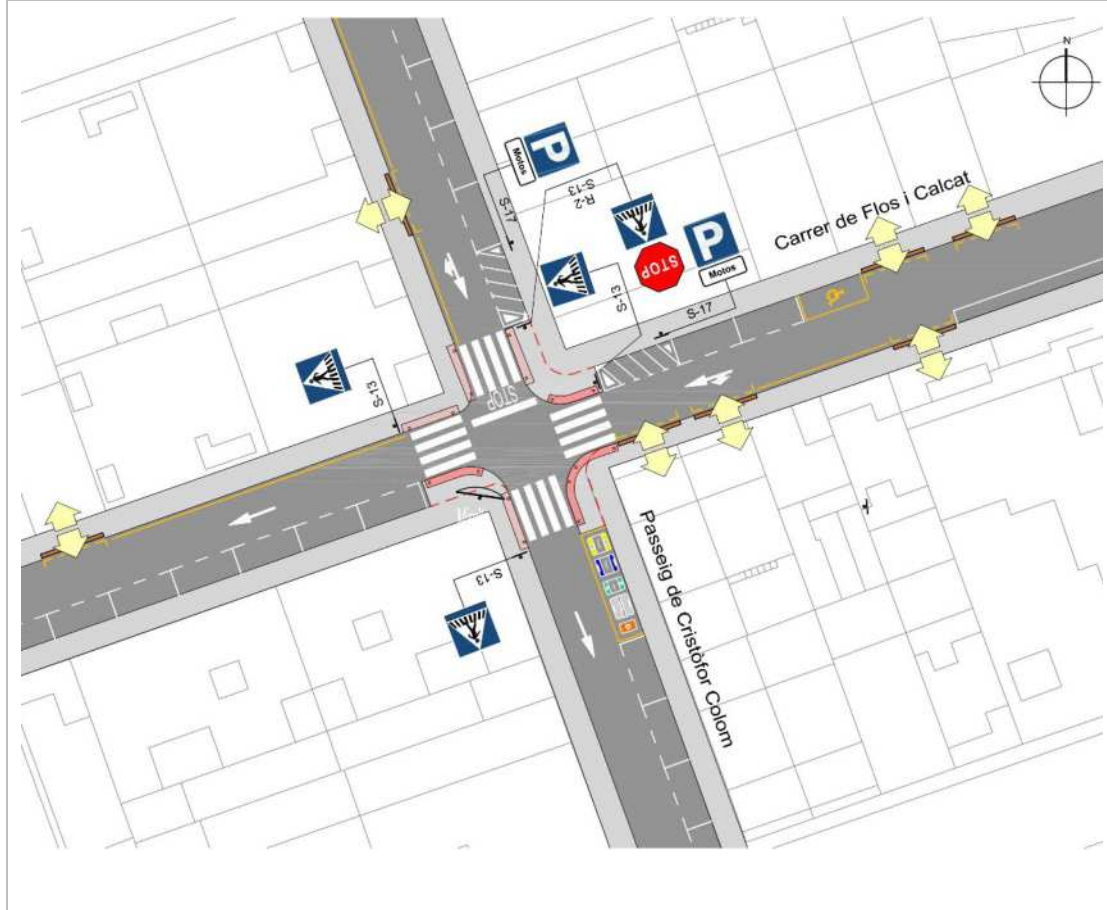 N
P
Motos
S-17
R-2
S-13
STOP
P
Motos
S-17
S-13
Carrer de Flos i Calcat
S-13
STOP
S-13
Passeig de Cristòfor Colom